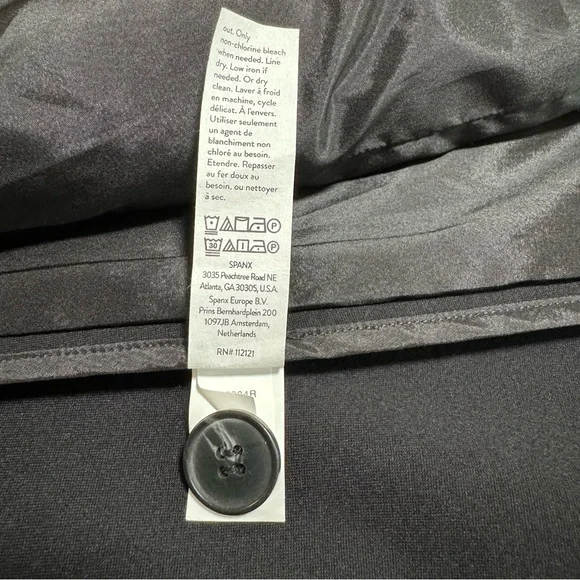 out. Only
non-chlorine bleach
when needed. Line
dry. Low iron if
needed. Or dry
clean. Laver à froid
en machine, cycle
délicat. À l'envers.
Utiliser seulement
un agent de
blanchiment non
chloré au besoin.
Etendre. Repasser
au fer doux au
besoin. ou nettoyer
à sec.
P
30 P
SPANX
3035 Peachtree Road NE
Atlanta, GA 30305, U.S.A.
Spanx Europe B.V.
Prins Bernhardplein 200
1097JB Amsterdam,
Netherlands
RN# 112121